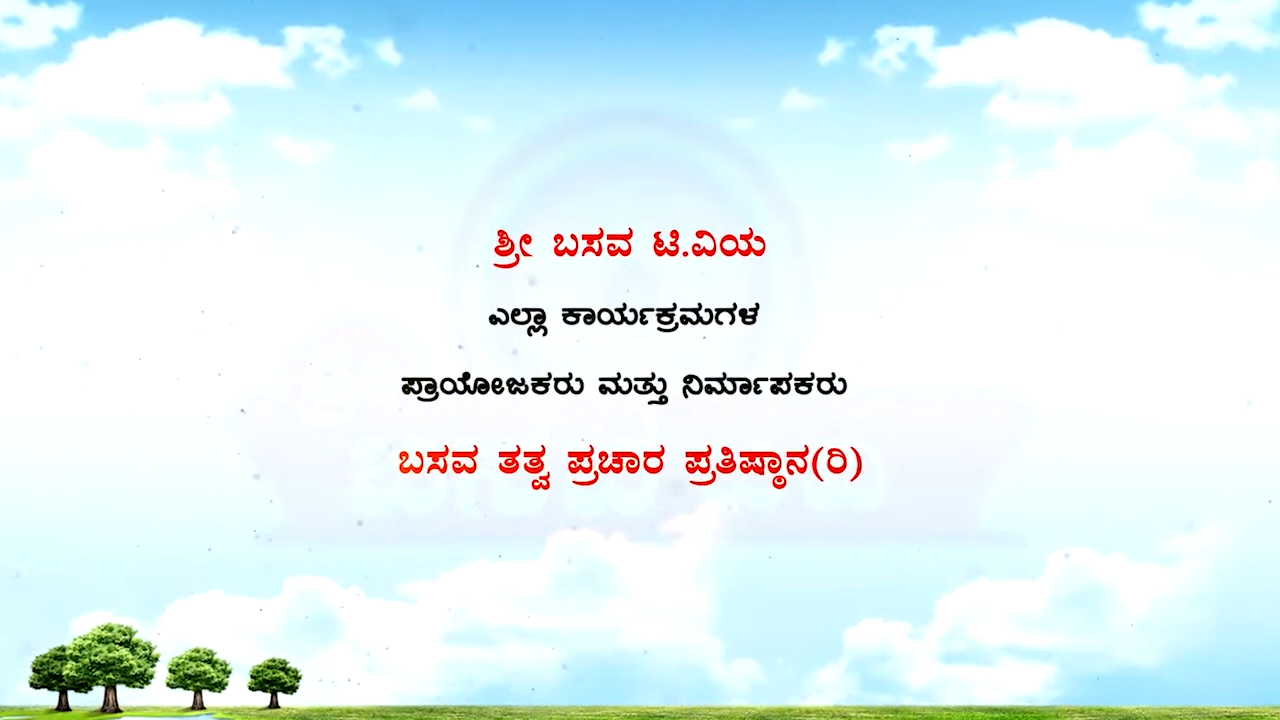 ಶ್ರೀ ಬಸವ ಟಿ.ವಿಯ
ಎಲ್ಲಾ ಕಾರ್ಯಕ್ರಮಗಳ
ಪ್ರಾಯೋಜಕರು ಮತ್ತು ನಿರ್ಮಾಪಕರು
ಬಸವ ತತ್ವ ಪ್ರಚಾರ ಪ್ರತಿಷ್ಠಾನ(ರಿ)